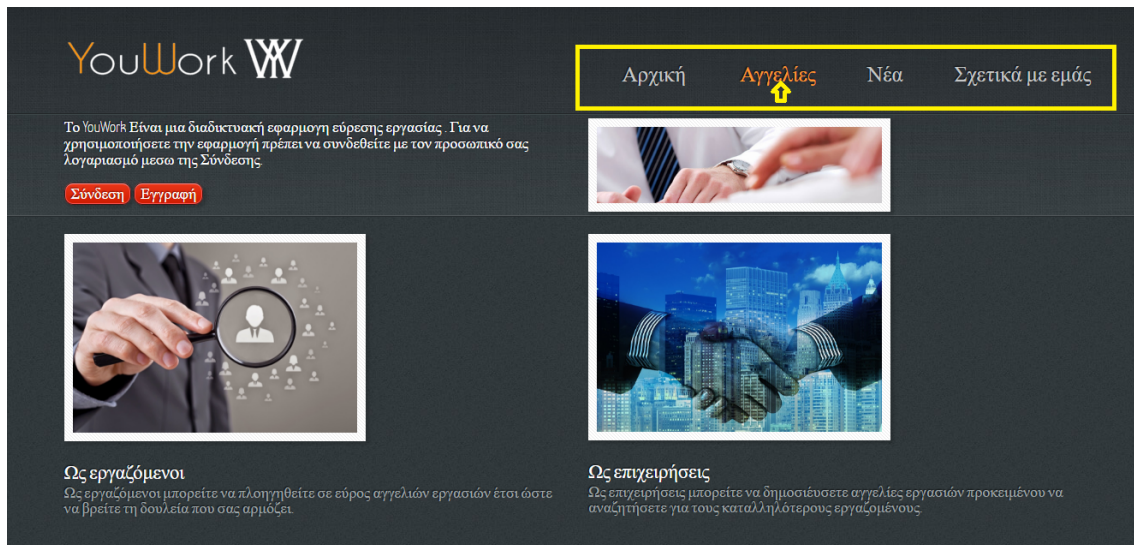 YouWork W
Αρχική Αγγελίες Νέα Σχετικά με εμάς
Το YouWork Είναι μια διαδικτυακή εφαρμογη εύρεσης εργασίας . Για να
χρησιμοποιήσετε την εφαρμογή πρέπει να συνδεθείτε με τον προσωπικό σας
λογαριασμό μεσω της Σύνδεσης.
Σύνδεση Εγγραφή
Ως εργαζόμενοι
Ως εργαζόμενοι μπορείτε να πλοηγηθείτε σε εύρος αγγελιών εργασιών έτσι ώστε
να βρείτε τη δουλεία που σας αρμόζει.
Ως επιχειρήσεις
Ως επιχειρήσεις μπορείτε να δημοσιεύσετε αγγελίες εργασιών προκειμένου να
αναζητήσετε για τους καταλληλότερους εργαζομένους.